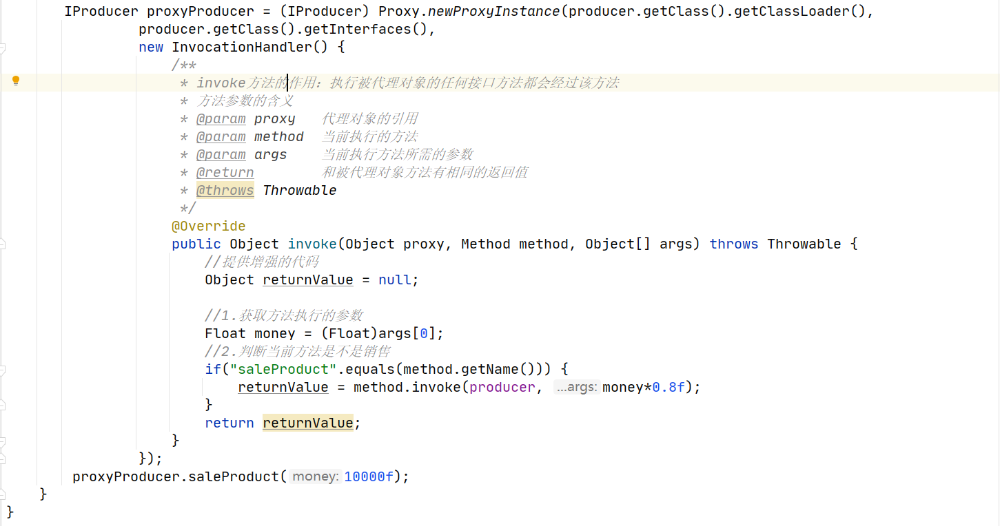 IProducer proxyProducer = (IProducer) Proxy.newProxyInstance(producer.getClass().getClassLoader(),
producer.getClass().getInterfaces(),
new InvocationHandler() {
/**
* invoke方法的作用：执行被代理对象的任何接口方法都会经过该方法
* 方法参数的含义
* @param proxy 代理对象的引用
* @param method 当前执行的方法
* @param args 当前执行方法所需的参数
* @return 和被代理对象方法有相同的返回值
* @throws Throwable
*/
@Override
public Object invoke(Object proxy, Method method, Object[] args) throws Throwable {
//提供增强的代码
Object returnValue = null;
//1.获取方法执行的参数
Float money = (Float)args[0];
//2.判断当前方法是不是销售
if("saleProduct".equals(method.getName())) {
returnValue = method.invoke(producer, ...args: money*0.8f);
}
return returnValue;
}
});
proxyProducer.saleProduct( money: 10000f);
}
}